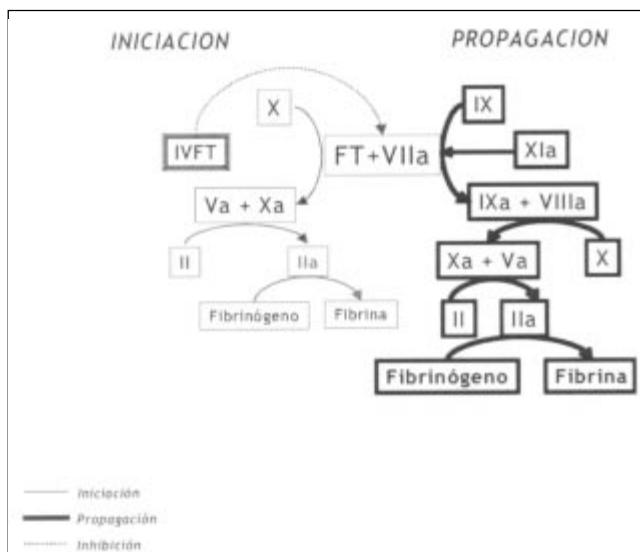 INICIACION
PROPAGACION
IX
X
IVFT
FT+VIIa
XIa
Va + Xa
IXa + VIIIa
II
IIa
Xa + Va
X
Fibrinógeno
Fibrina
II
IIa
Fibrinógeno
Fibrina
Iniciación
Propagación
Inhibición